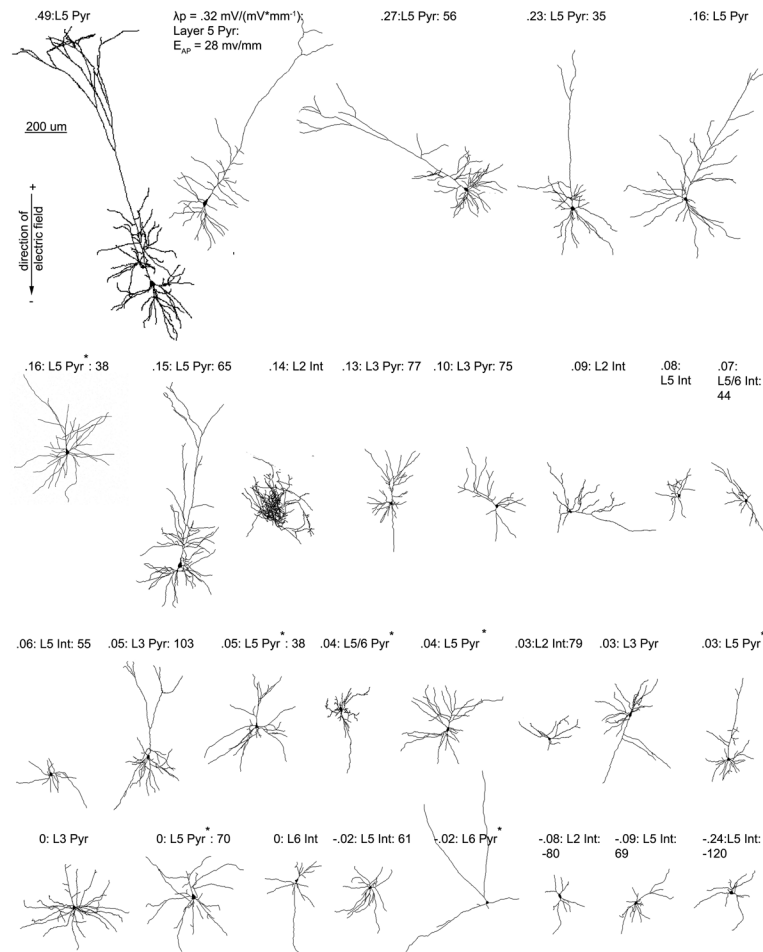 .49:L5 Pyr
λp = .32 mV/(mV*mm-1):
Layer 5 Pyr:
EAP = 28 mv/mm
.27:L5 Pyr: 56
.23: L5 Pyr: 35
.16: L5 Pyr
200 um
+
direction of
electric field
-
.16: L5 Pyr*: 38
.15: L5 Pyr: 65
.14: L2 Int
.13: L3 Pyr: 77
.10: L3 Pyr: 75
.09: L2 Int
.08:
L5 Int
.07:
L5/6 Int:
44
.06: L5 Int: 55
.05: L3 Pyr: 103
.05: L5 Pyr*: 38
.04: L5/6 Pyr*
.04: L5 Pyr*
.03:L2 Int:79
.03: L3 Pyr
.03: L5 Pyr*
0: L3 Pyr
0: L5 Pyr*: 70
0: L6 Int
-.02: L5 Int: 61
-.02: L6 Pyr*
-.08: L2 Int:
-80
-.09: L5 Int:
69
-.24:L5 Int:
-120